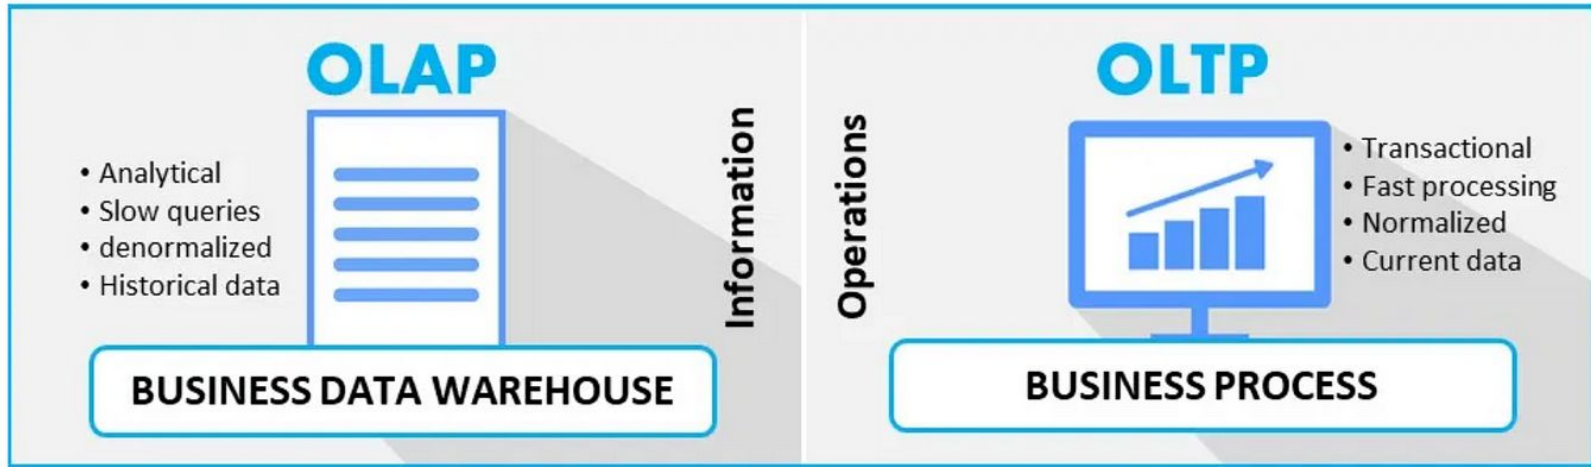 OLAP
• Analytical
• Slow queries
• denormalized
• Historical data
Information
BUSINESS DATA WAREHOUSE
OLTP
Operations
• Transactional
• Fast processing
• Normalized
• Current data
BUSINESS PROCESS